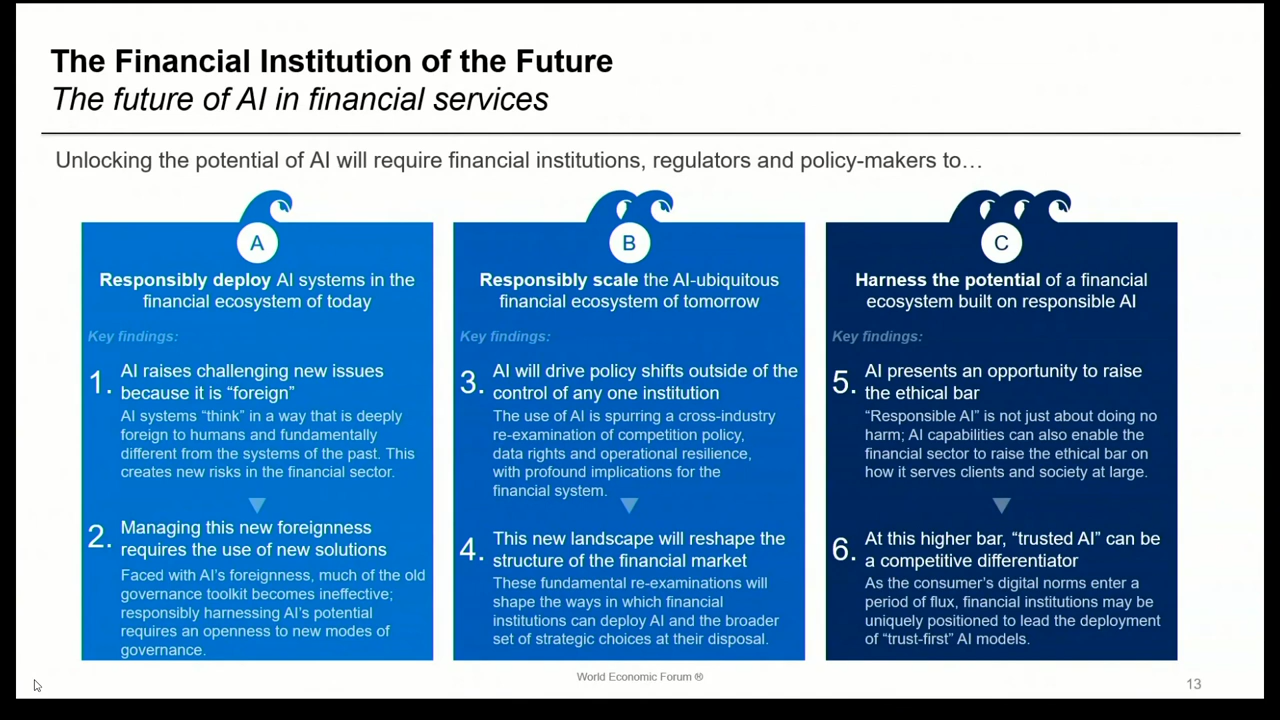 The Financial Institution of the Future
The future of AI in financial services
Unlocking the potential of AI will require financial institutions, regulators and policy-makers to…
A
Responsibly deploy AI systems in the
financial ecosystem of today
Key findings:
1.
AI raises challenging new issues
because it is “foreign”
AI systems “think” in a way that is deeply
foreign to humans and fundamentally
different from the systems of the past. This
creates new risks in the financial sector.
2.
Managing this new foreignness
requires the use of new solutions
Faced with AI’s foreignness, much of the old
governance toolkit becomes ineffective;
responsibly harnessing AI’s potential
requires an openness to new modes of
governance.
B
Responsibly scale the AI-ubiquitous
financial ecosystem of tomorrow
Key findings:
3.
AI will drive policy shifts outside of the
control of any one institution
The use of AI is spurring a cross-industry
re-examination of competition policy,
data rights and operational resilience,
with profound implications for the
financial system.
4.
This new landscape will reshape the
structure of the financial market
These fundamental re-examinations will
shape the ways in which financial
institutions can deploy AI and the broader
set of strategic choices at their disposal.
C
Harness the potential of a financial
ecosystem built on responsible AI
Key findings:
5.
AI presents an opportunity to raise
the ethical bar
“Responsible AI” is not just about doing no
harm; AI capabilities can also enable the
financial sector to raise the ethical bar on
how it serves clients and society at large.
6.
At this higher bar, “trusted AI” can be
a competitive differentiator
As the consumer’s digital norms enter a
period of flux, financial institutions may be
uniquely positioned to lead the deployment
of “trust-first” AI models.
World Economic Forum ®
13